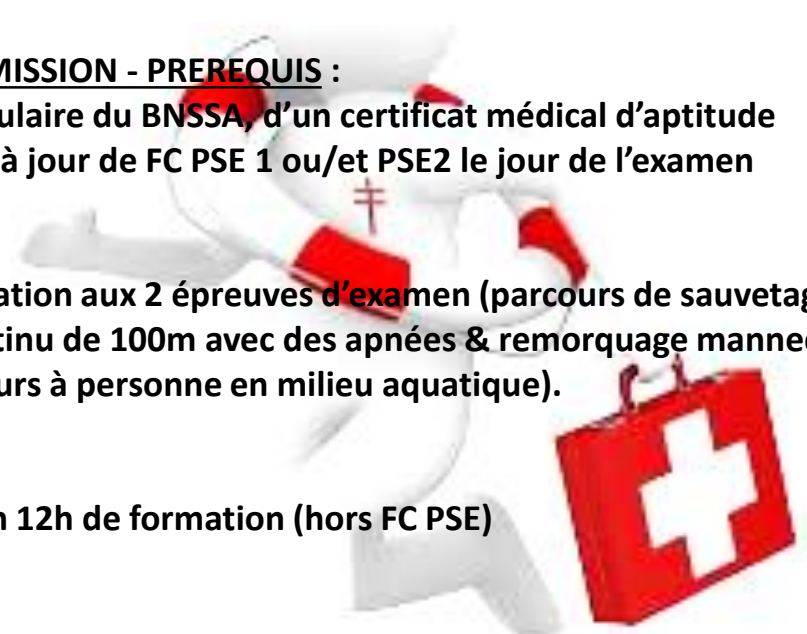 MISSION - PREREQUIS :
ulaire du BNSSA, d’un certificat médical d’aptitude
à jour de FC PSE 1 ou/et PSE2 le jour de l’examen
ation aux 2 épreuves d’examen (parcours de sauvetag
tinu de 100m avec des apnées & remorquage manne
urs à personne en milieu aquatique).
n 12h de formation (hors FC PSE)